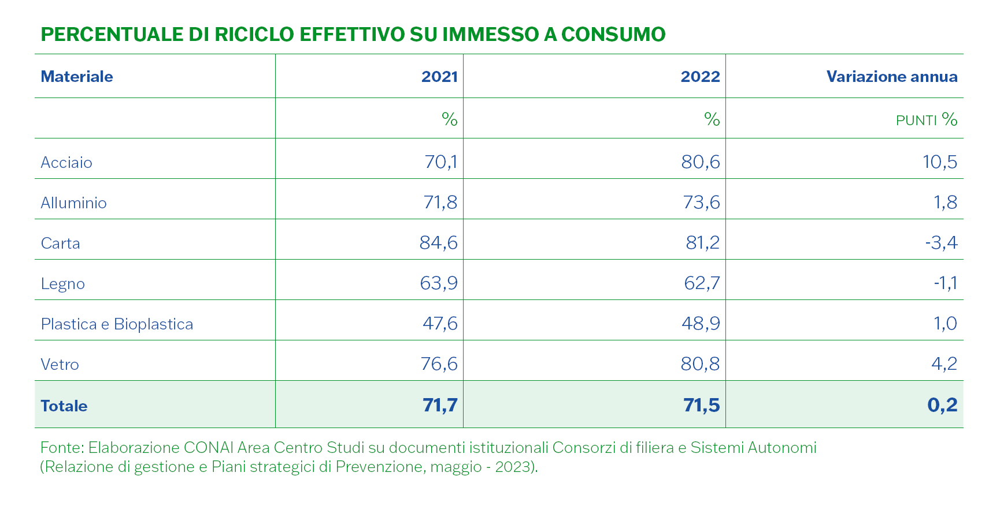 PERCENTUALE DI RICICLO EFFETTIVO SU IMMESSO A CONSUMO
Materiale 2021 2022 Variazione annua
% % PUNTI %
Acciaio 70,1 80,6 10,5
Alluminio 71,8 73,6 1,8
Carta 84,6 81,2 -3,4
Legno 63,9 62,7 -1,1
Plastica e Bioplastica 47,6 48,9 1,0
Vetro 76,6 80,8 4,2
Totale 71,7 71,5 0,2
Fonte: Elaborazione CONAI Area Centro Studi su documenti istituzionali Consorzi di filiera e Sistemi Autonomi
(Relazione di gestione e Piani strategici di Prevenzione, maggio - 2023).